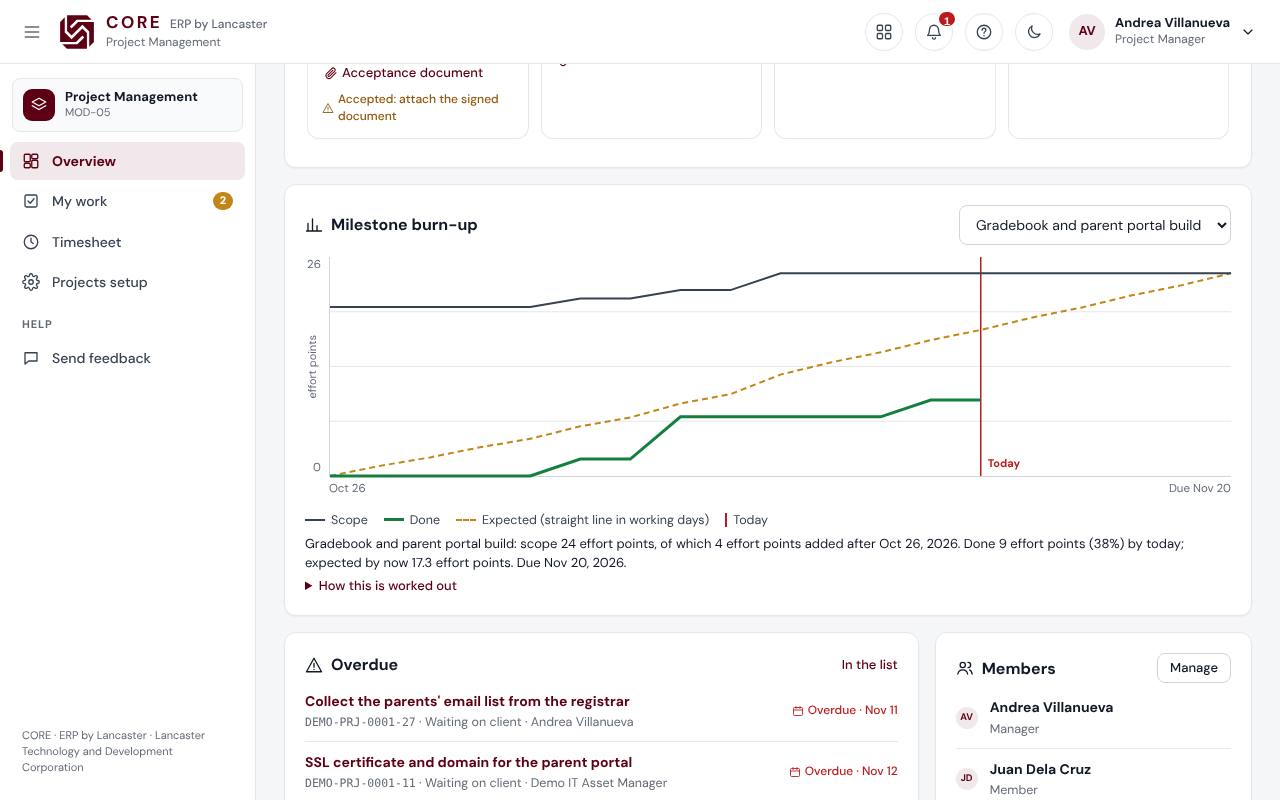 CORE ERP by Lancaster
Project Management
1
AV
Andrea Villanueva
Project Manager
Project Management
MOD-05
Overview
My work
2
Timesheet
Projects setup
HELP
Send feedback
CORE · ERP by Lancaster · Lancaster
Technology and Development
Corporation
Acceptance document
Accepted: attach the signed
document
Milestone burn-up
Gradebook and parent portal build
26
effort points
0
Today
Oct 26
Due Nov 20
Scope
Done
Expected (straight line in working days)
Today
Gradebook and parent portal build: scope 24 effort points, of which 4 effort points added after Oct 26, 2026. Done 9 effort points (38%) by today;
expected by now 17.3 effort points. Due Nov 20, 2026.
How this is worked out
Overdue
In the list
Collect the parents' email list from the registrar
DEMO-PRJ-0001-27 · Waiting on client · Andrea Villanueva
Overdue · Nov 11
SSL certificate and domain for the parent portal
DEMO-PRJ-0001-11 · Waiting on client · Demo IT Asset Manager
Overdue · Nov 12
Members
Manage
AV
Andrea Villanueva
Manager
JD
Juan Dela Cruz
Member